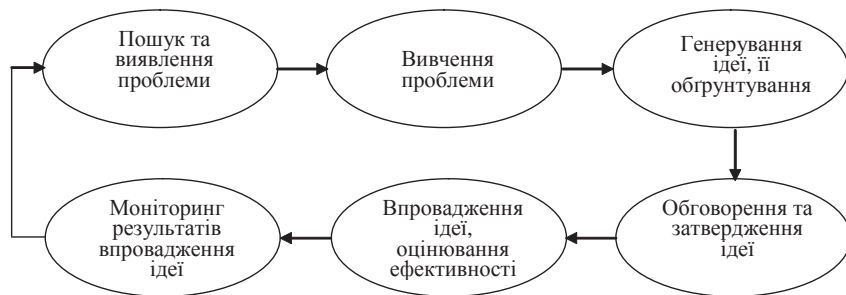 Пошук та
виявлення
проблеми
Вивчення
проблеми
Генерування
ідеї, її
обґрунтування
Обговорення та
затвердження
ідеї
Впровадження
ідеї,
оцінювання
ефективності
Моніторинг
результатів
впровадження
ідеї